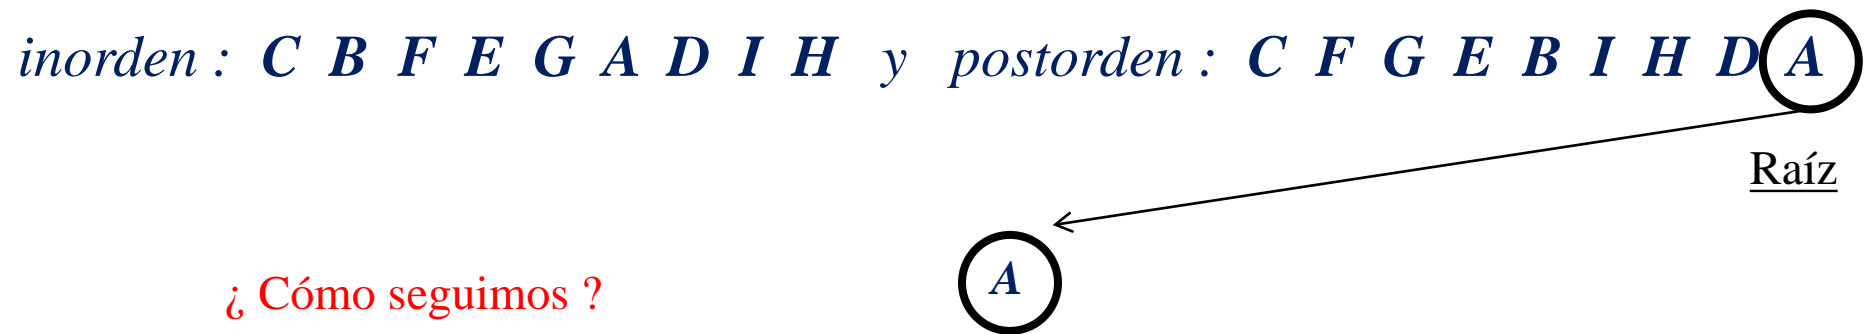 inorden : C B F E G A D I H y postorden : C F G E B I H D A
Raíz
A
¿ Cómo seguimos ?